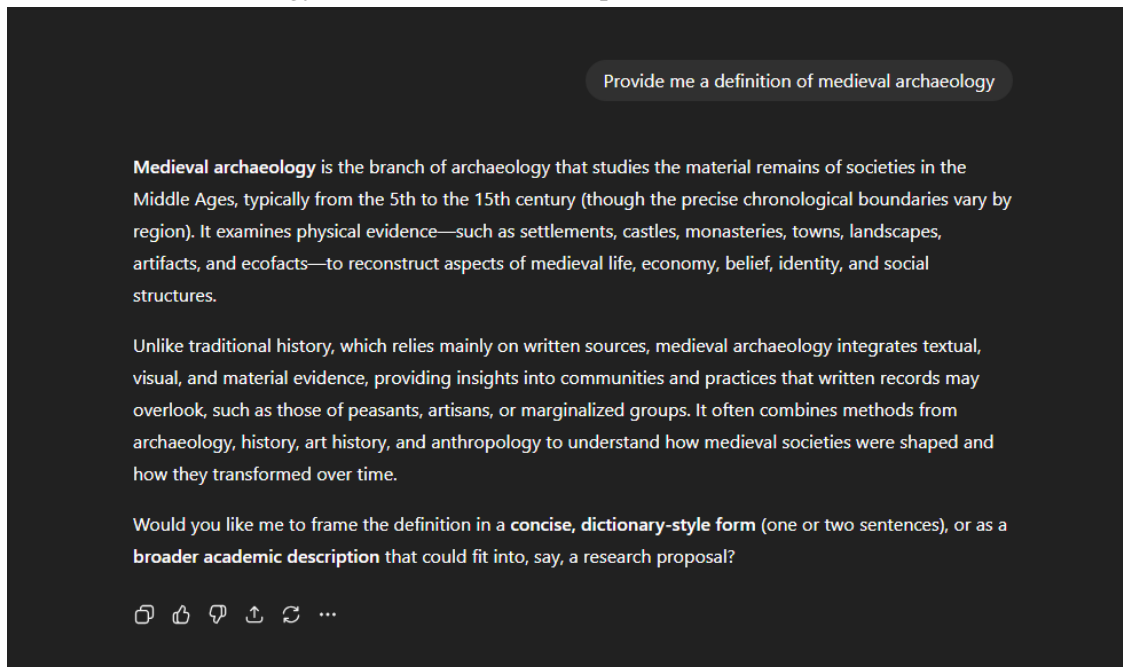 Provide me a definition of medieval archaeology
Medieval archaeology is the branch of archaeology that studies the material remains of societies in the
Middle Ages, typically from the 5th to the 15th century (though the precise chronological boundaries vary by
region). It examines physical evidence—such as settlements, castles, monasteries, towns, landscapes,
artifacts, and ecofacts—to reconstruct aspects of medieval life, economy, belief, identity, and social
structures.
Unlike traditional history, which relies mainly on written sources, medieval archaeology integrates textual,
visual, and material evidence, providing insights into communities and practices that written records may
overlook, such as those of peasants, artisans, or marginalized groups. It often combines methods from
archaeology, history, art history, and anthropology to understand how medieval societies were shaped and
how they transformed over time.
Would you like me to frame the definition in a concise, dictionary-style form (one or two sentences), or as a
broader academic description that could fit into, say, a research proposal?